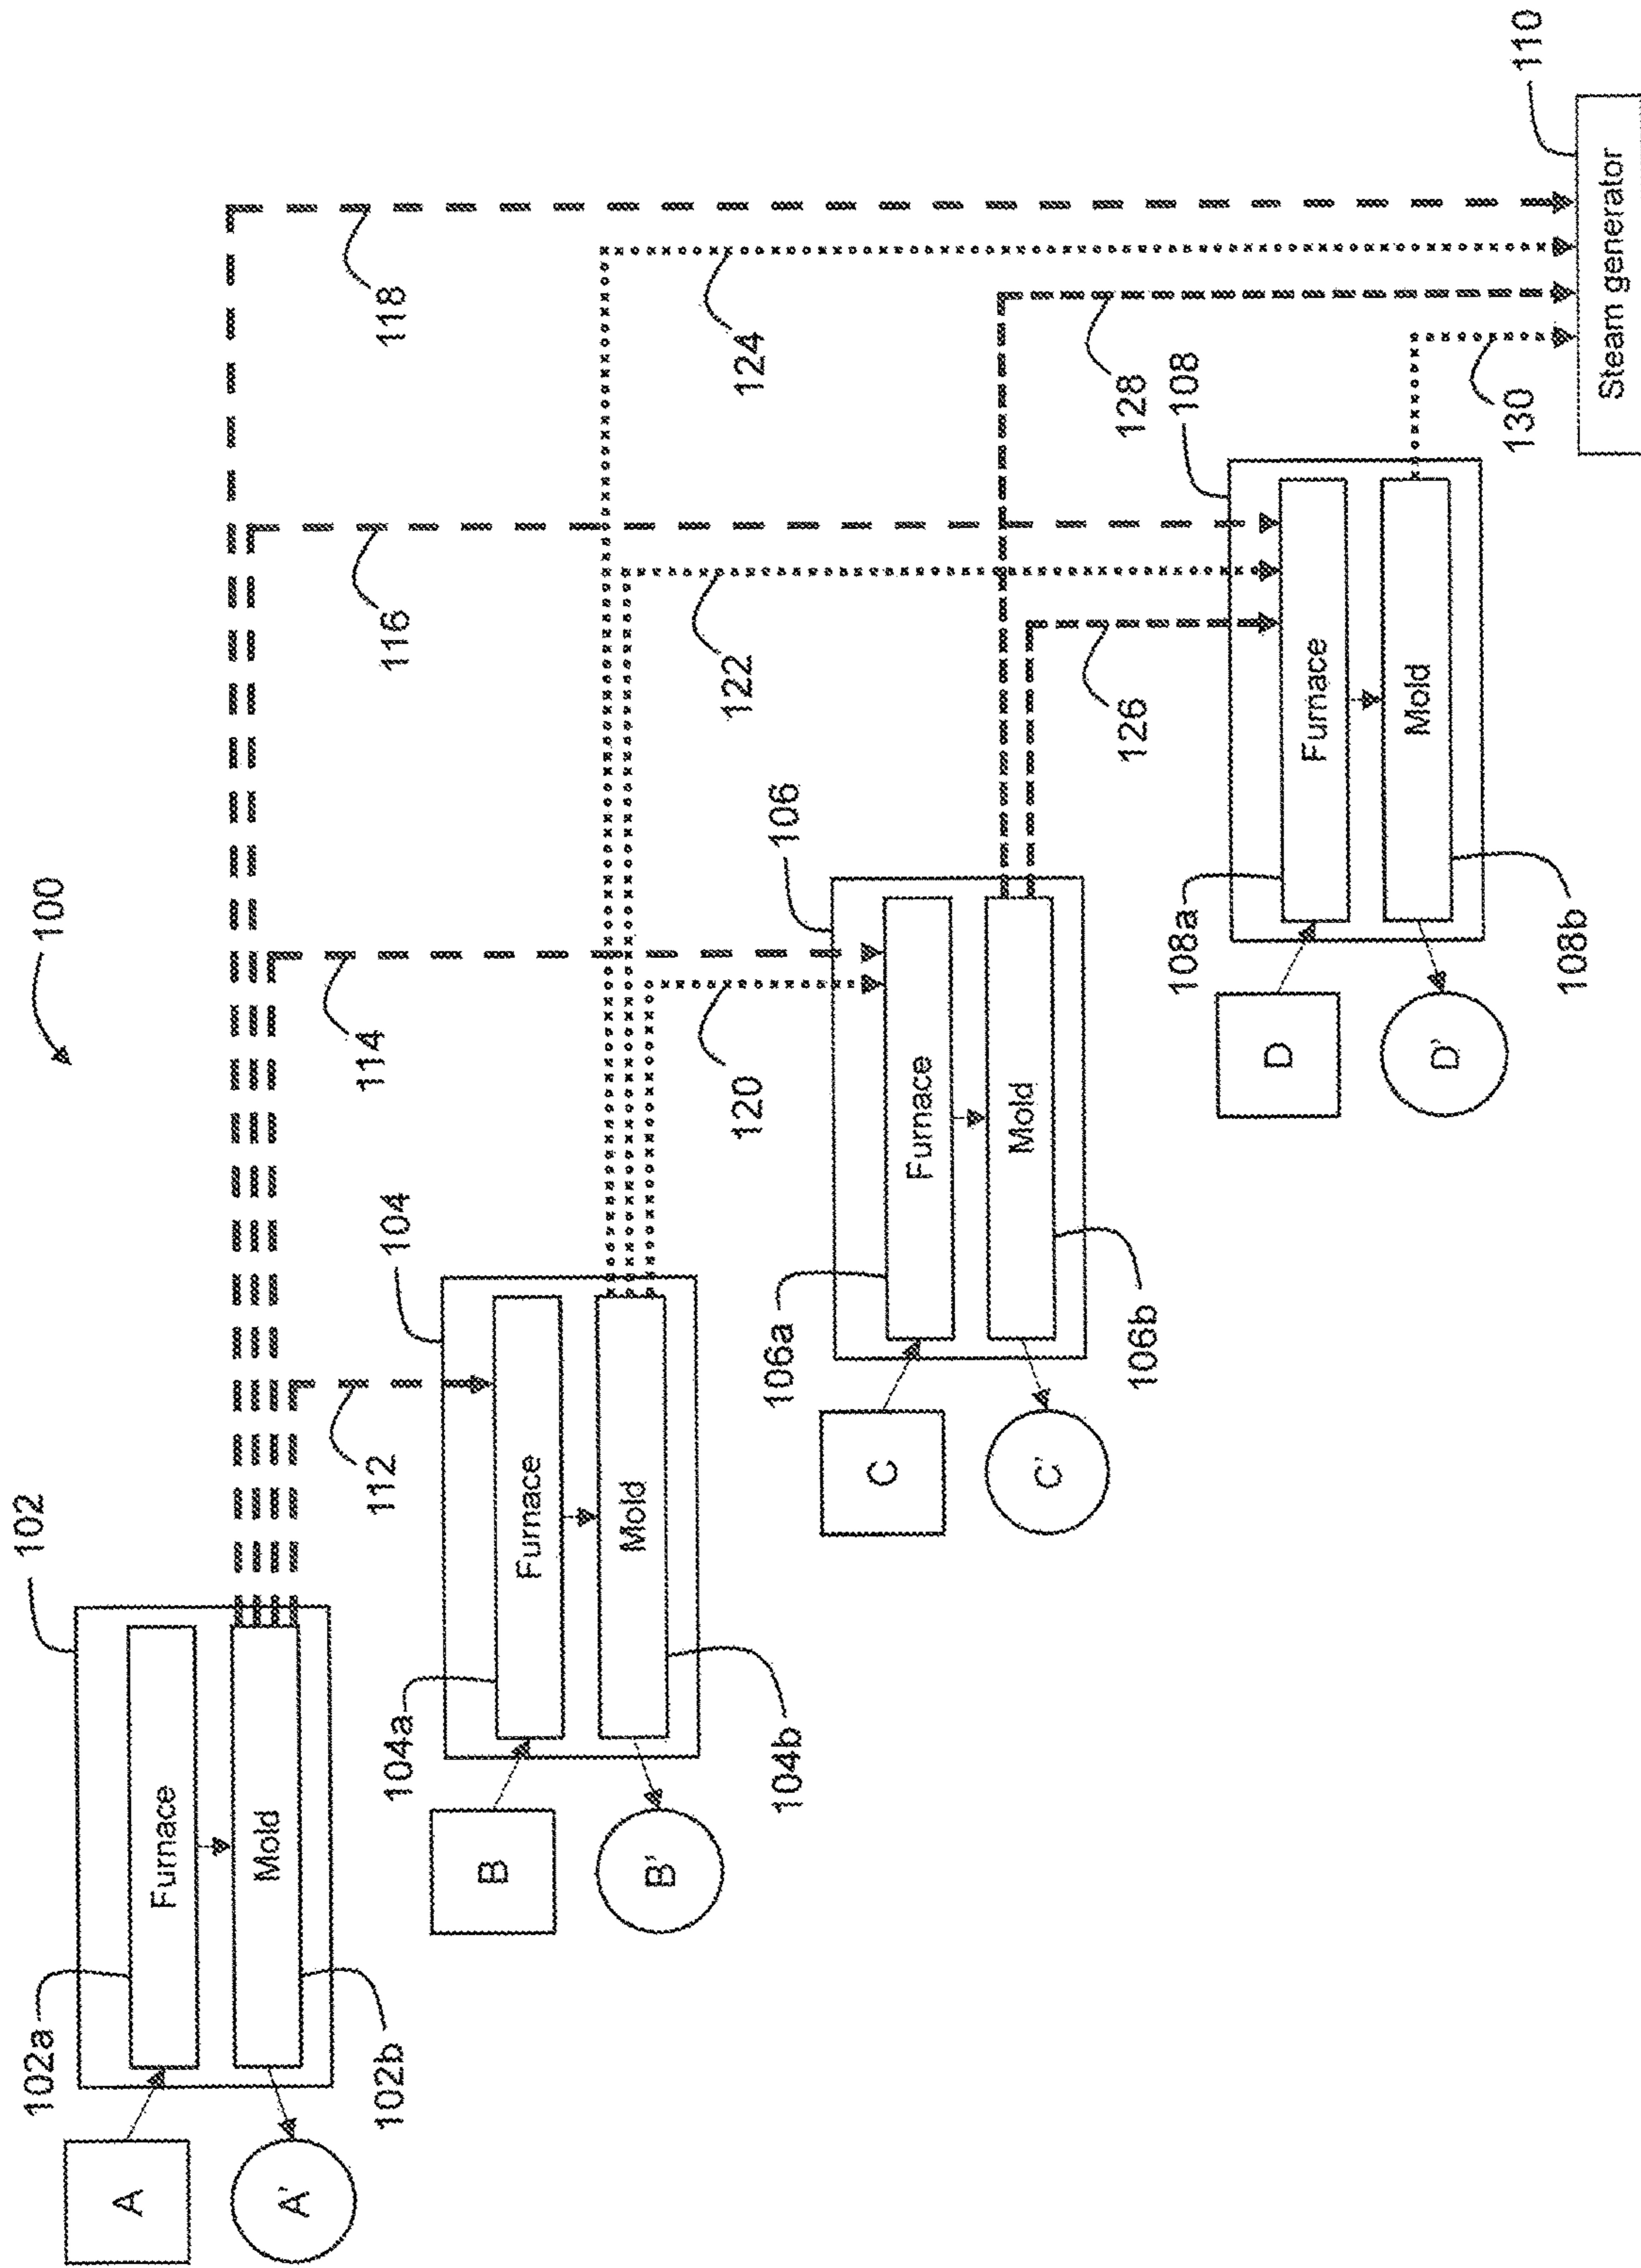 100
102
102a
A
Furnace
Mold
A'
102b
112
114
116
118
104
104a
B
Furnace
Mold
B'
104b
120
122
124
106
106a
C
Furnace
Mold
C'
106b
126
128
108
108a
D
Furnace
Mold
D'
108b
130
110
Steam generator